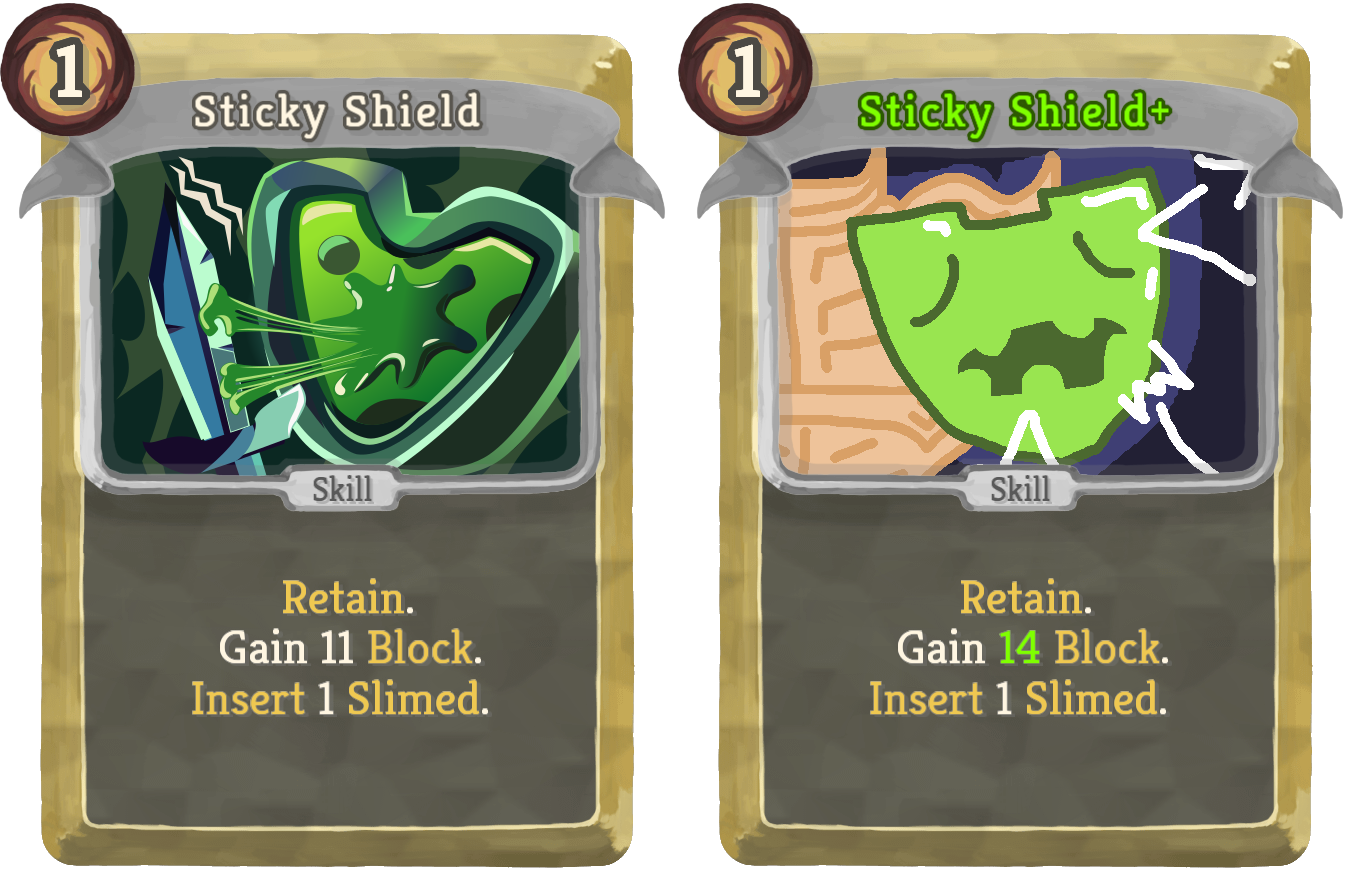 1
Sticky Shield
Skill
Retain.
Gain 11 Block.
Insert 1 Slimed.
1
Sticky Shield+
Skill
Retain.
Gain 14 Block.
Insert 1 Slimed.